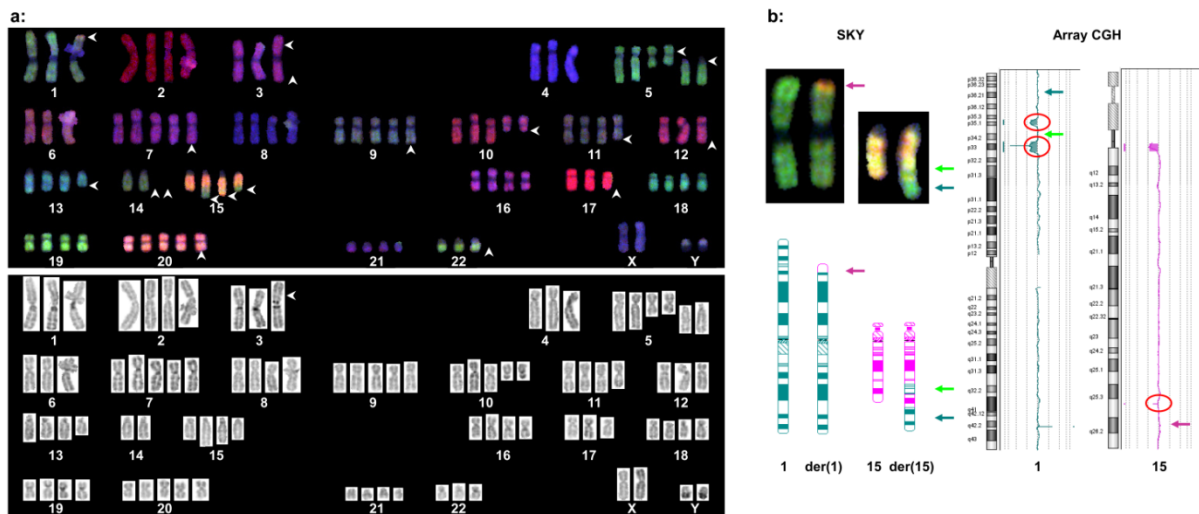 a:
1 2 3 4 5
6 7 8 9 10 11 12
13 14 15 16 17 18
19 20 21 22 X Y
1 2 3 4 5
6 7 8 9 10 11 12
13 14 15 16 17 18
19 20 21 22 X Y
b:
SKY Array CGH
p36.32
p36.23
p36.21
p36.12
p35.3
p35.1
p34.2
p33
p32.2
p31.3
p31.1
p22.2
p21.3
p21.1
p13.2
p12
q21.2
q22
q23.2
q24.1
q24.3
q25.2
q31.1
q31.3
q32.2
q41
q42.12
q42.2
q43
q12
q13.2
q14
q15.2
q21.1
q21.3
q22.2
q22.32
q23
q24.2
q25.1
q25.3
q26.2
1 der(1) 15 der(15) 1 15